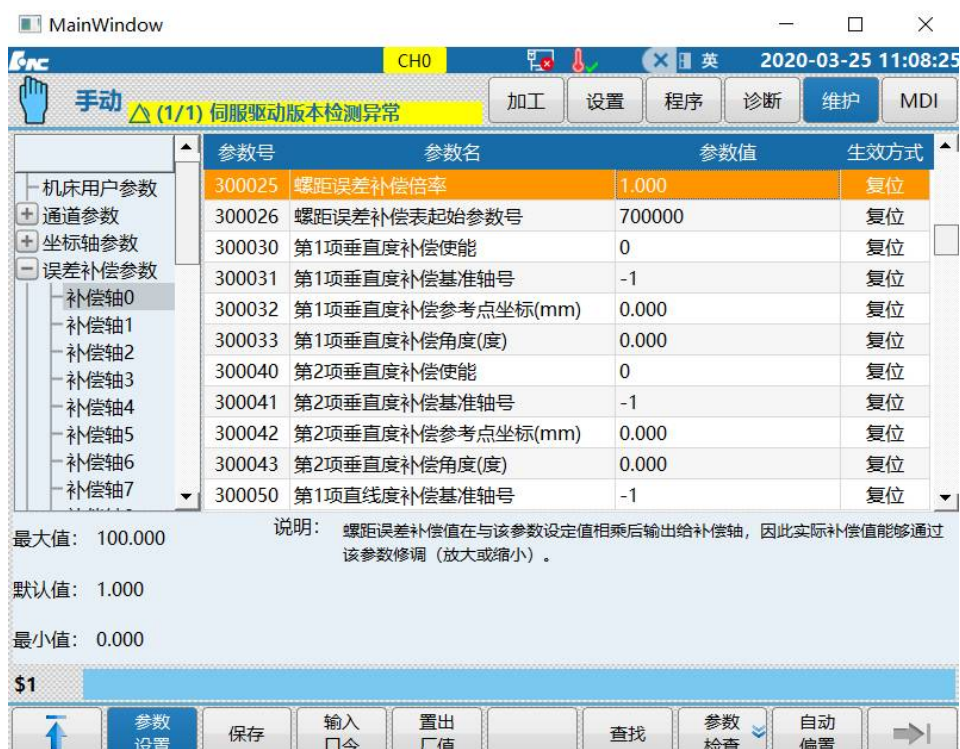 MainWindow
CNC CH0 英 2020-03-25 11:08:25
手动 (1/1) 伺服驱动版本检测异常 加工 设置 程序 诊断 维护 MDI
参数号 参数名 参数值 生效方式
机床用户参数
通道参数
坐标轴参数
误差补偿参数
补偿轴0
补偿轴1
补偿轴2
补偿轴3
补偿轴4
补偿轴5
补偿轴6
补偿轴7
300025 螺距误差补偿倍率 1.000 复位
300026 螺距误差补偿表起始参数号 700000 复位
300030 第1项垂直度补偿使能 0 复位
300031 第1项垂直度补偿基准轴号 -1 复位
300032 第1项垂直度补偿参考点坐标(mm) 0.000 复位
300033 第1项垂直度补偿角度(度) 0.000 复位
300040 第2项垂直度补偿使能 0 复位
300041 第2项垂直度补偿基准轴号 -1 复位
300042 第2项垂直度补偿参考点坐标(mm) 0.000 复位
300043 第2项垂直度补偿角度(度) 0.000 复位
300050 第1项直线度补偿基准轴号 -1 复位
最大值: 100.000
默认值: 1.000
最小值: 0.000
说明: 螺距误差补偿值在与该参数设定值相乘后输出给补偿轴，因此实际补偿值能够通过
该参数修调（放大或缩小）。
$1
参数
设置
保存
输入
口令
置出
厂值
查找
参数
检查
自动
偏置